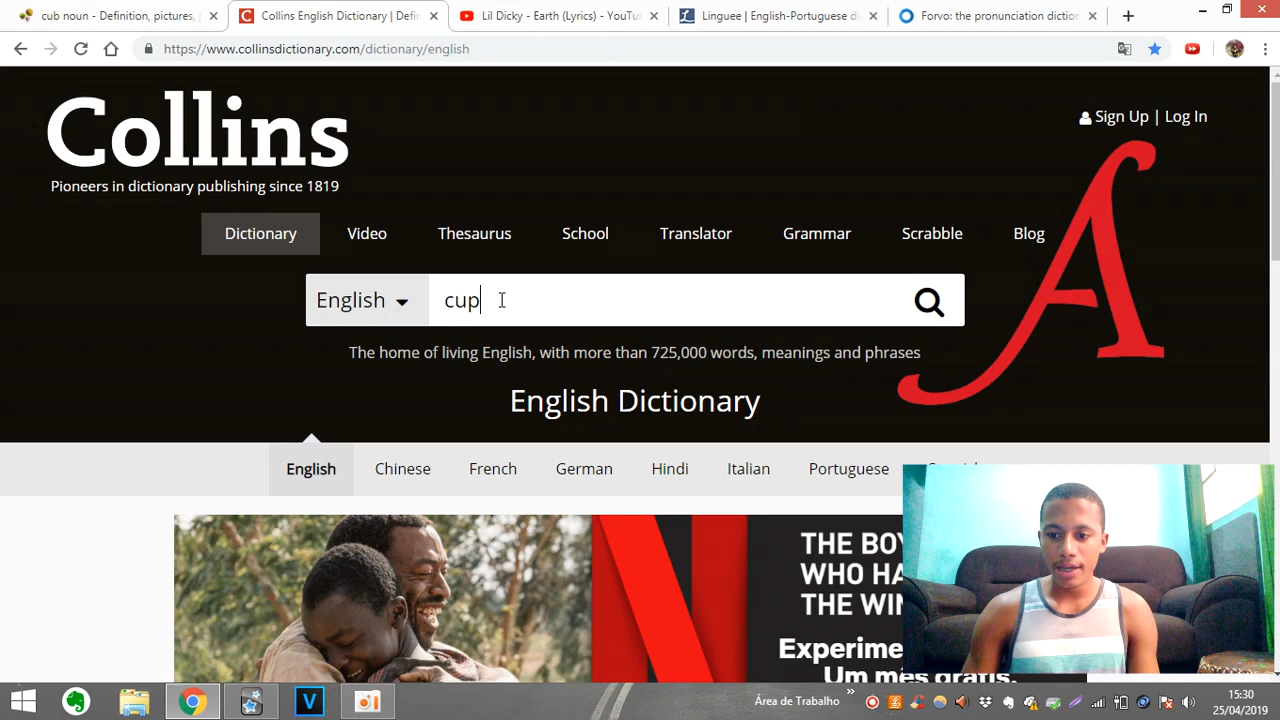 cub noun - Definition, pictures, p
Collins English Dictionary | Defin
Lil Dicky - Earth (Lyrics) - YouTu
Linguee | English-Portuguese di
Forvo: the pronunciation diction
https://www.collinsdictionary.com/dictionary/english
Collins
Pioneers in dictionary publishing since 1819
Sign Up | Log In
A
Dictionary Video Thesaurus School Translator Grammar Scrabble Blog
English cup
The home of living English, with more than 725,000 words, meanings and phrases
English Dictionary
English Chinese French German Hindi Italian Portuguese
THE BOY
WHO HA
THE WIN
Experime
Um mês grátis.
Área de Trabalho
15:30
25/04/2019